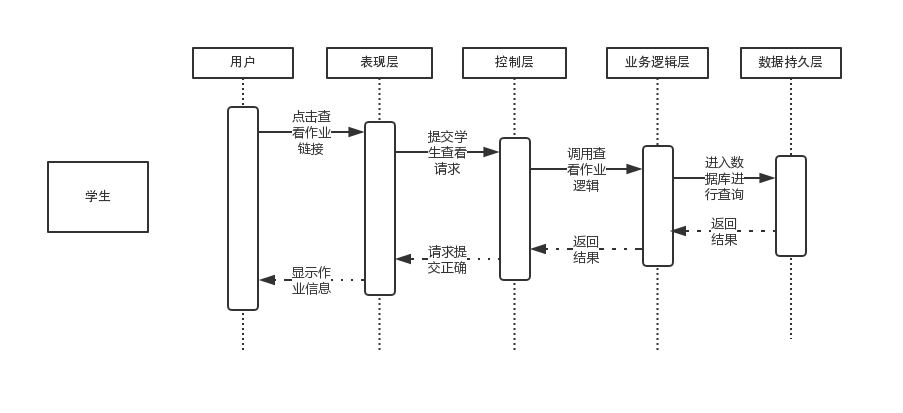 用户
表现层
控制层
业务逻辑层
数据持久层
学生
点击查
看作业
链接
提交学
生查看
请求
调用查
看作业
逻辑
进入数
据库进
行查询
返回
结果
返回
结果
请求提
交正确
显示作
业信息